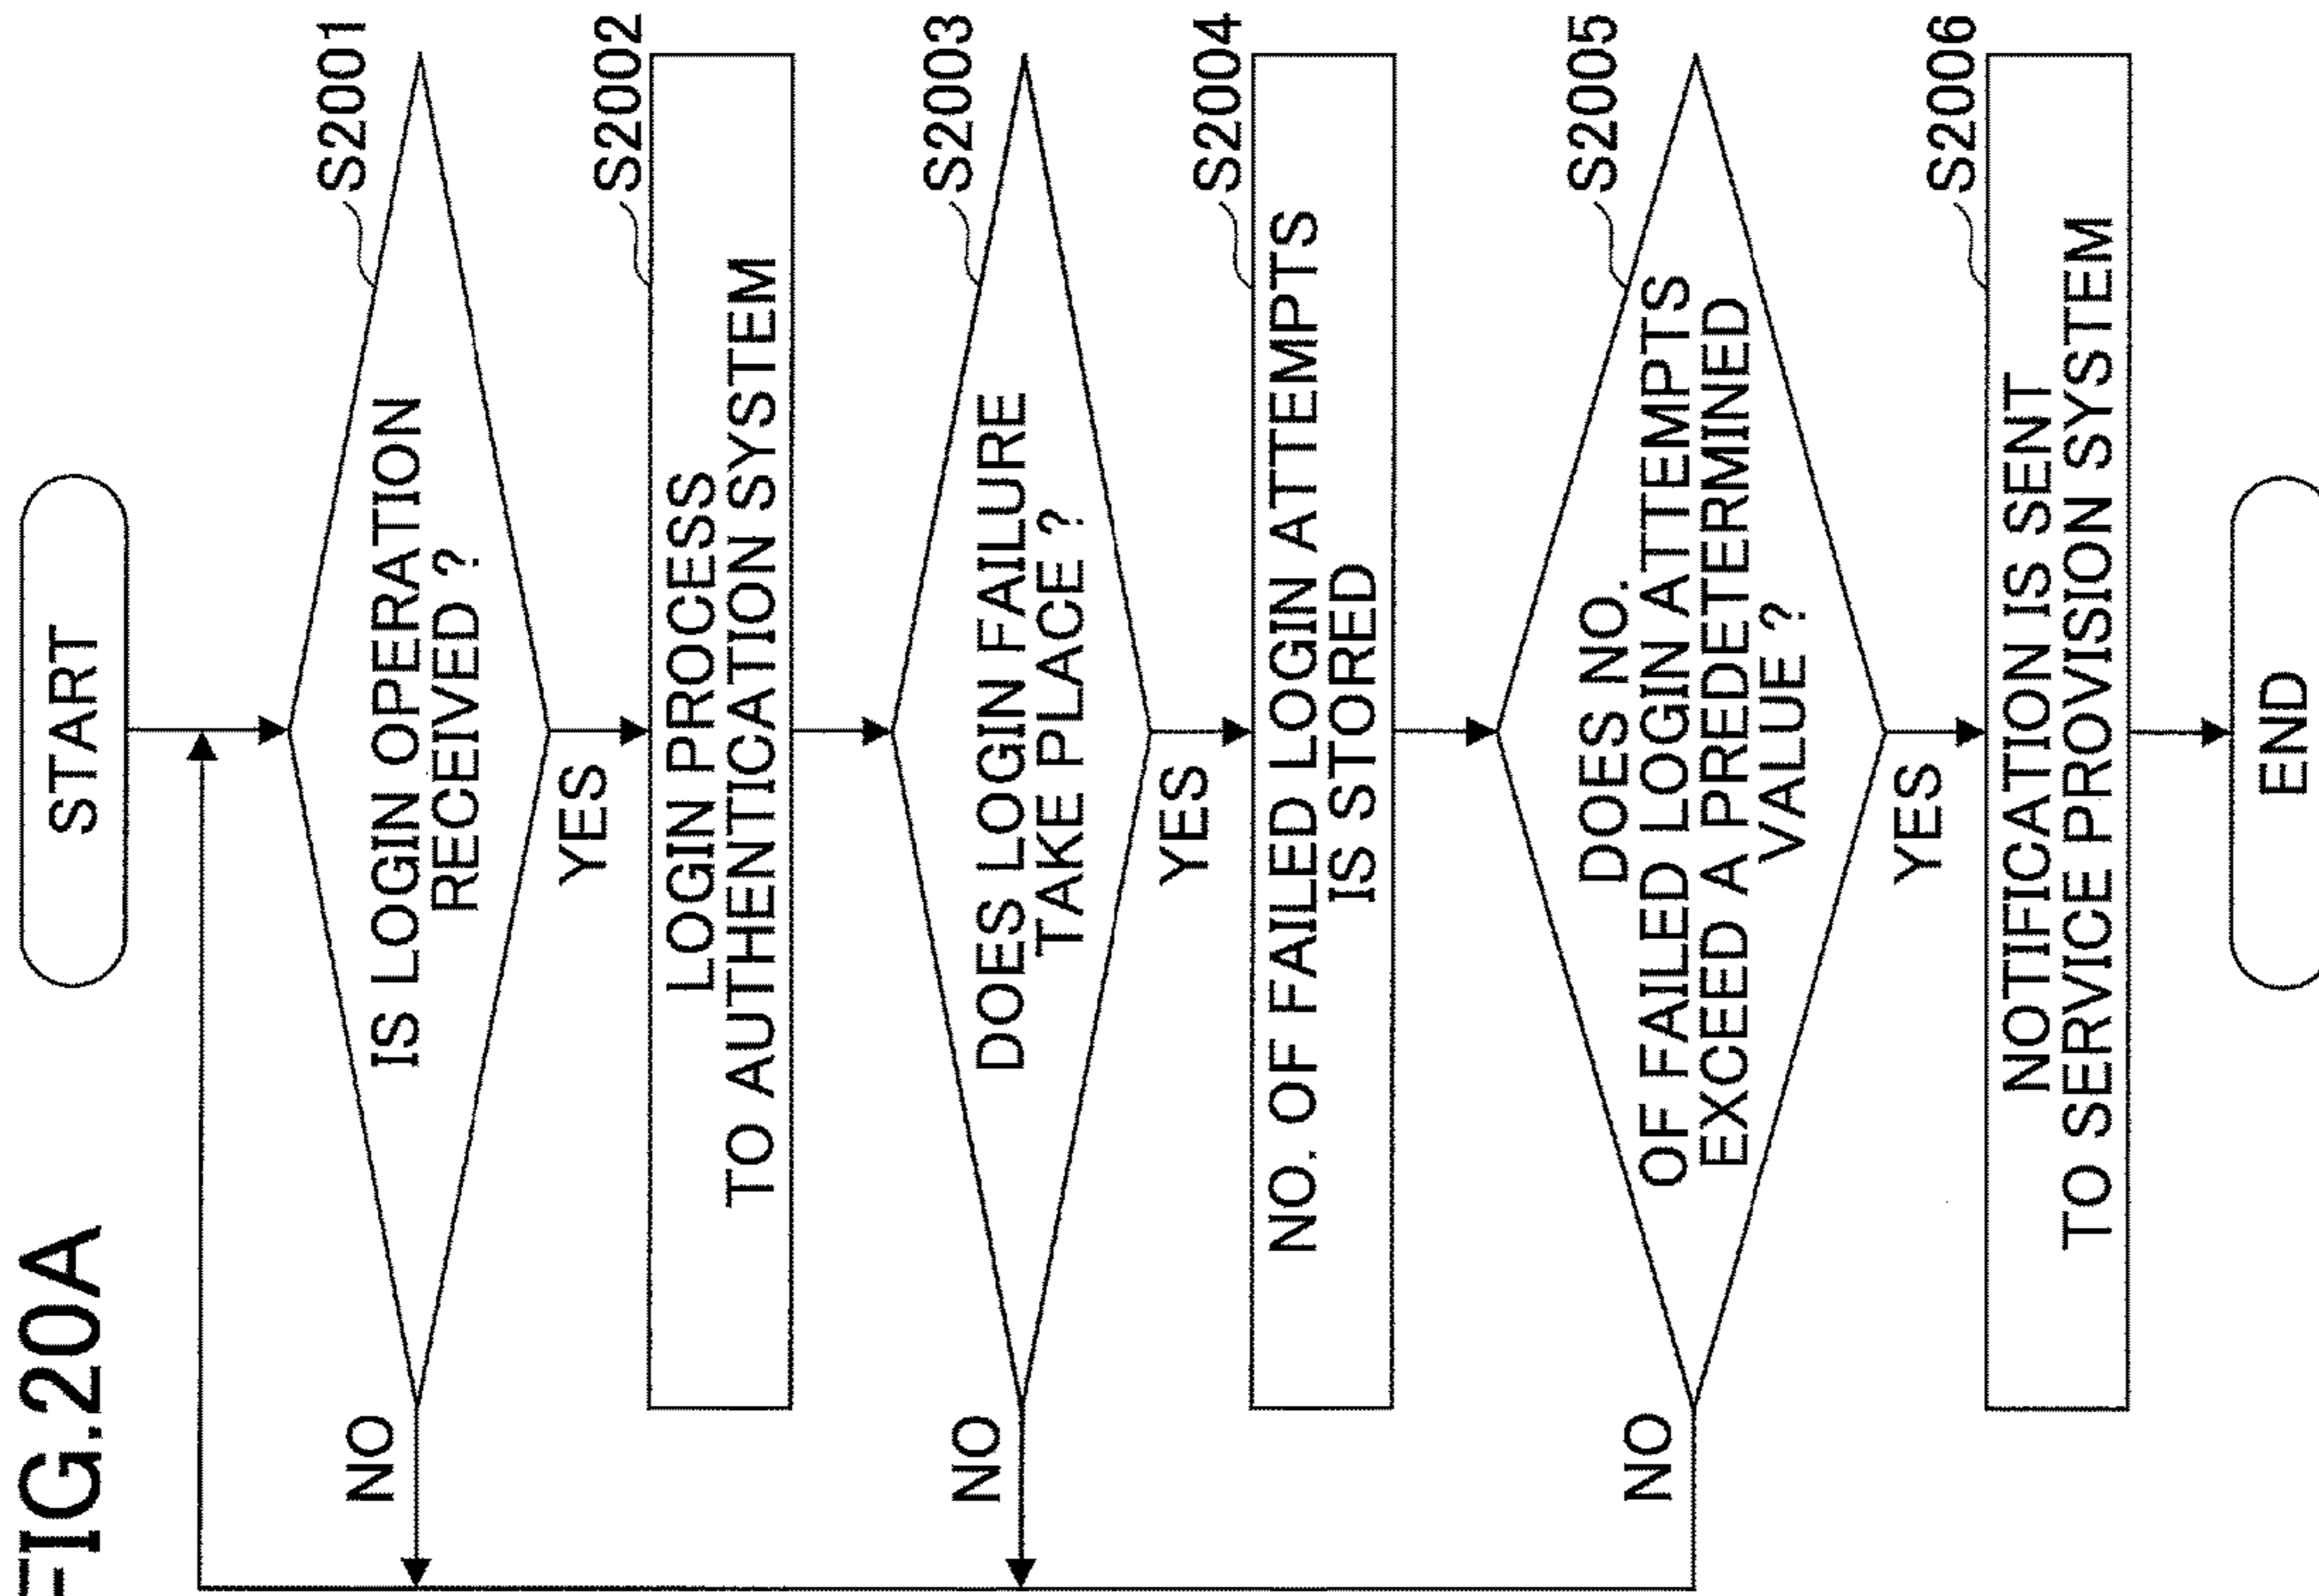 FIG.20A
START
IS LOGIN OPERATION
RECEIVED ?
S2001
NO
YES
LOGIN PROCESS
TO AUTHENTICATION SYSTEM
S2002
DOES LOGIN FAILURE
TAKE PLACE ?
S2003
NO
YES
NO. OF FAILED LOGIN ATTEMPTS
IS STORED
S2004
DOES NO.
OF FAILED LOGIN ATTEMPTS
EXCEED A PREDETERMINED
VALUE ?
S2005
NO
YES
NOTIFICATION IS SENT
TO SERVICE PROVISION SYSTEM
S2006
END